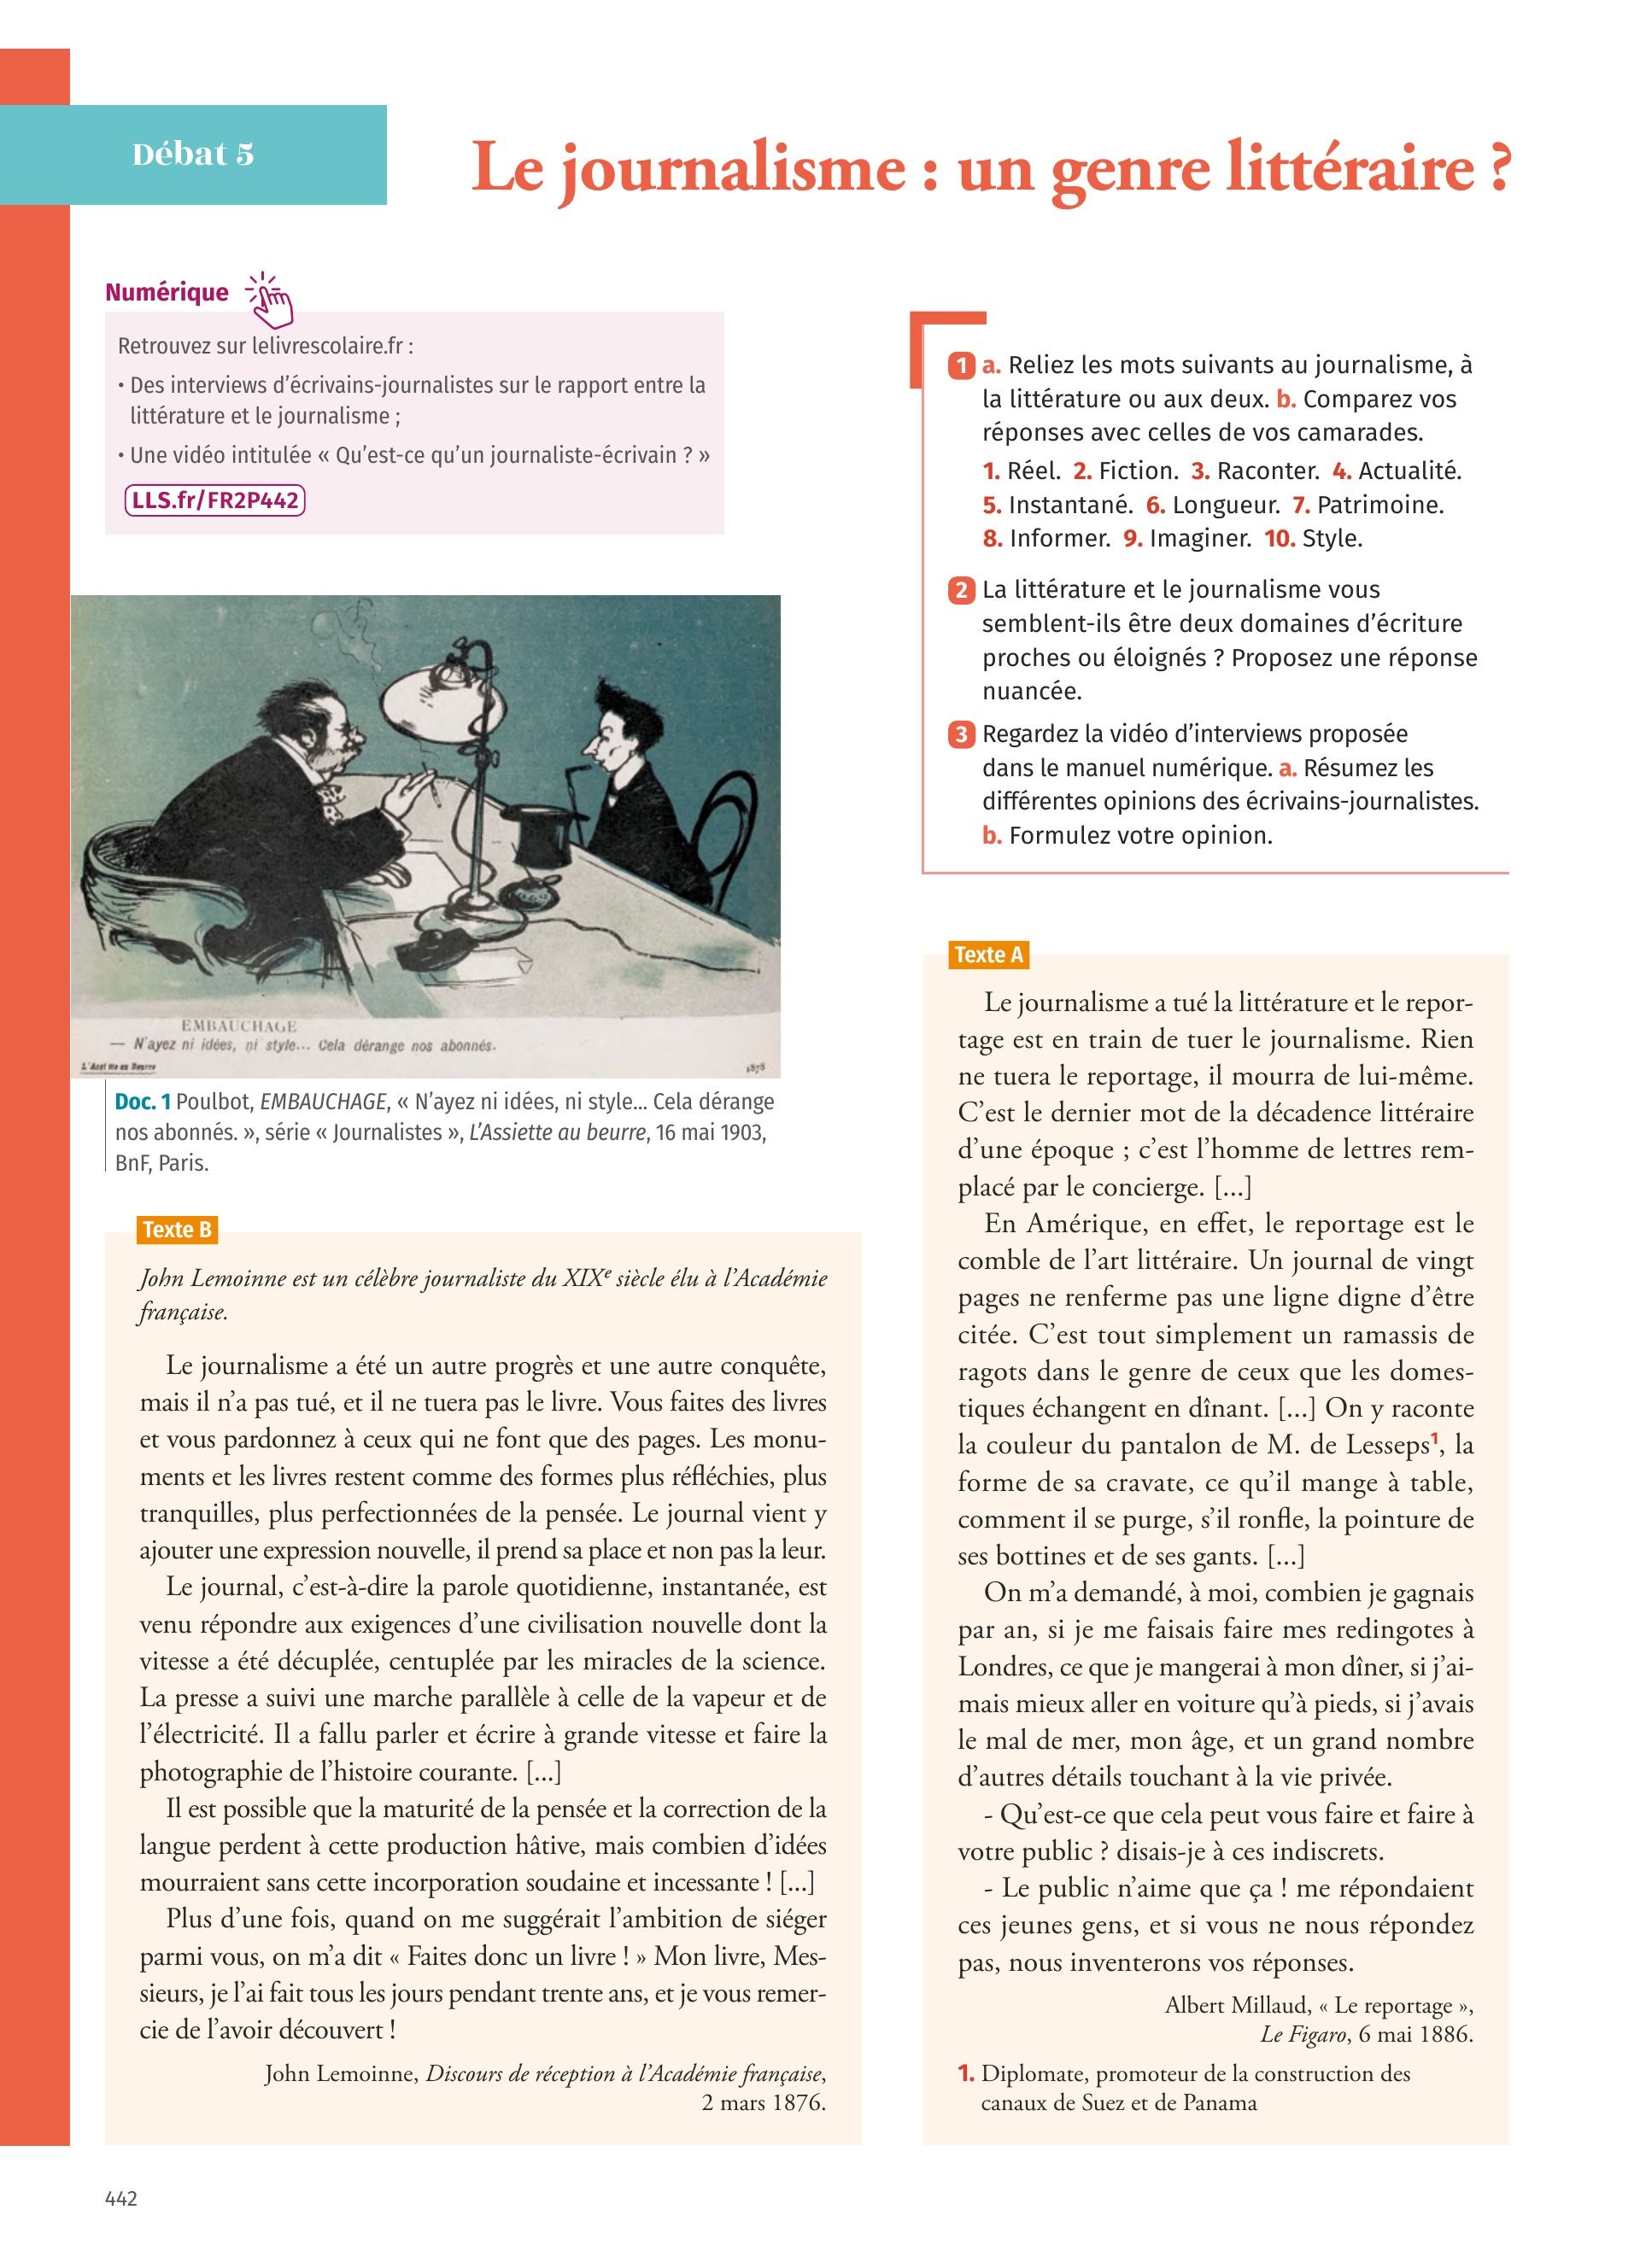 Débat 5
Le journalisme : un genre littéraire ?
Numérique
Retrouvez sur lelivrescolaire.fr :
• Des interviews d’écrivains-journalistes sur le rapport entre la
littérature et le journalisme ;
• Une vidéo intitulée « Qu’est-ce qu’un journaliste-écrivain ? »
LLS.fr/FR2P442
1 a. Reliez les mots suivants au journalisme, à
la littérature ou aux deux. b. Comparez vos
réponses avec celles de vos camarades.
1. Réel. 2. Fiction. 3. Raconter. 4. Actualité.
5. Instantané. 6. Longueur. 7. Patrimoine.
8. Informer. 9. Imaginer. 10. Style.
2 La littérature et le journalisme vous
semblent-ils être deux domaines d’écriture
proches ou éloignés ? Proposez une réponse
nuancée.
3 Regardez la vidéo d’interviews proposée
dans le manuel numérique. a. Résumez les
différentes opinions des écrivains-journalistes.
b. Formulez votre opinion.
EMBAUCHAGE
— N'ayez ni idées, ni style... Cela dérange nos abonnés.
L'Assiette au Beurre
1878
Doc. 1 Poulbot, EMBAUCHAGE, « N’ayez ni idées, ni style... Cela dérange
nos abonnés. », série « Journalistes », L’Assiette au beurre, 16 mai 1903,
BnF, Paris.
Texte B
John Lemoinne est un célèbre journaliste du XIXe siècle élu à l’Académie
française.
Le journalisme a été un autre progrès et une autre conquête,
mais il n’a pas tué, et il ne tuera pas le livre. Vous faites des livres
et vous pardonnez à ceux qui ne font que des pages. Les monu-
ments et les livres restent comme des formes plus réfléchies, plus
tranquilles, plus perfectionnées de la pensée. Le journal vient y
ajouter une expression nouvelle, il prend sa place et non pas la leur.
Le journal, c’est-à-dire la parole quotidienne, instantanée, est
venu répondre aux exigences d’une civilisation nouvelle dont la
vitesse a été décuplée, centuplée par les miracles de la science.
La presse a suivi une marche parallèle à celle de la vapeur et de
l’électricité. Il a fallu parler et écrire à grande vitesse et faire la
photographie de l’histoire courante. [...]
Il est possible que la maturité de la pensée et la correction de la
langue perdent à cette production hâtive, mais combien d’idées
mourraient sans cette incorporation soudaine et incessante ! [...]
Plus d’une fois, quand on me suggérait l’ambition de siéger
parmi vous, on m’a dit « Faites donc un livre ! » Mon livre, Mes-
sieurs, je l’ai fait tous les jours pendant trente ans, et je vous remer-
cie de l’avoir découvert !
John Lemoinne, Discours de réception à l’Académie française,
2 mars 1876.
Texte A
Le journalisme a tué la littérature et le repor-
tage est en train de tuer le journalisme. Rien
ne tuera le reportage, il mourra de lui-même.
C’est le dernier mot de la décadence littéraire
d’une époque ; c’est l’homme de lettres rem-
placé par le concierge. [...]
En Amérique, en effet, le reportage est le
comble de l’art littéraire. Un journal de vingt
pages ne renferme pas une ligne digne d’être
citée. C’est tout simplement un ramassis de
ragots dans le genre de ceux que les domes-
tiques échangent en dînant. [...] On y raconte
la couleur du pantalon de M. de Lesseps1, la
forme de sa cravate, ce qu’il mange à table,
comment il se purge, s’il ronfle, la pointure de
ses bottines et de ses gants. [...]
On m’a demandé, à moi, combien je gagnais
par an, si je me faisais faire mes redingotes à
Londres, ce que je mangerai à mon dîner, si j’ai-
mais mieux aller en voiture qu’à pieds, si j’avais
le mal de mer, mon âge, et un grand nombre
d’autres détails touchant à la vie privée.
- Qu’est-ce que cela peut vous faire et faire à
votre public ? disais-je à ces indiscrets.
- Le public n’aime que ça ! me répondaient
ces jeunes gens, et si vous ne nous répondez
pas, nous inventerons vos réponses.
Albert Millaud, « Le reportage »,
Le Figaro, 6 mai 1886.
1. Diplomate, promoteur de la construction des
canaux de Suez et de Panama
442